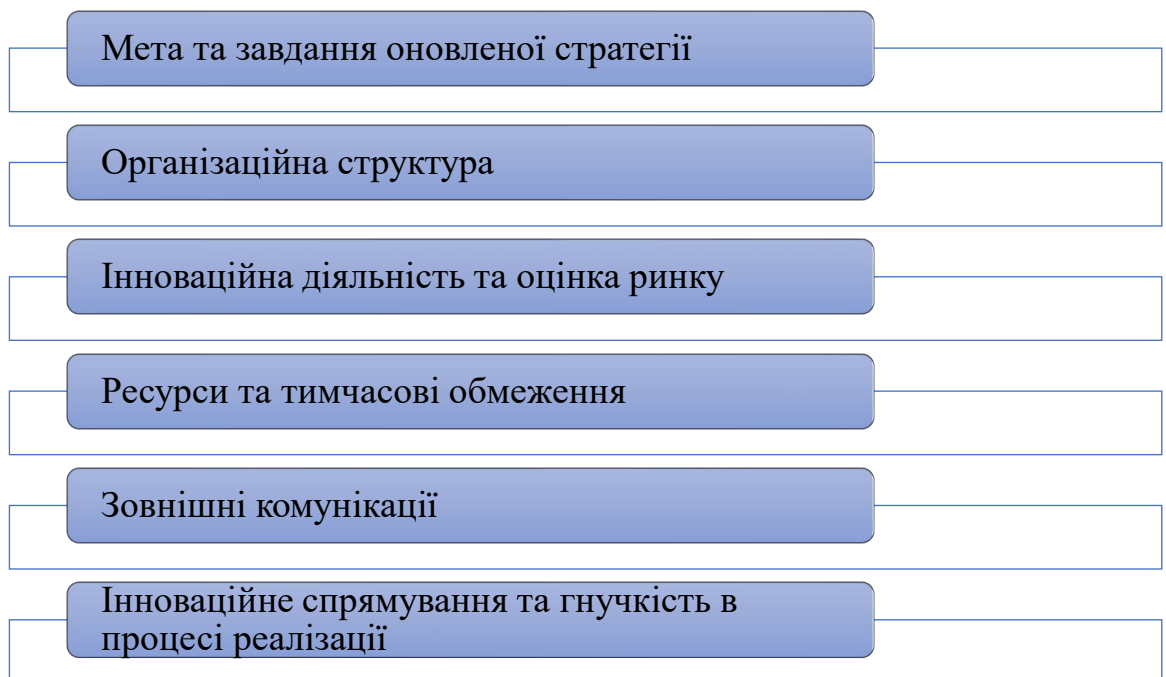 Мета та завдання оновленої стратегії
Організаційна структура
Інноваційна діяльність та оцінка ринку
Ресурси та тимчасові обмеження
Зовнішні комунікації
Інноваційне спрямування та гнучкість в
процесі реалізації